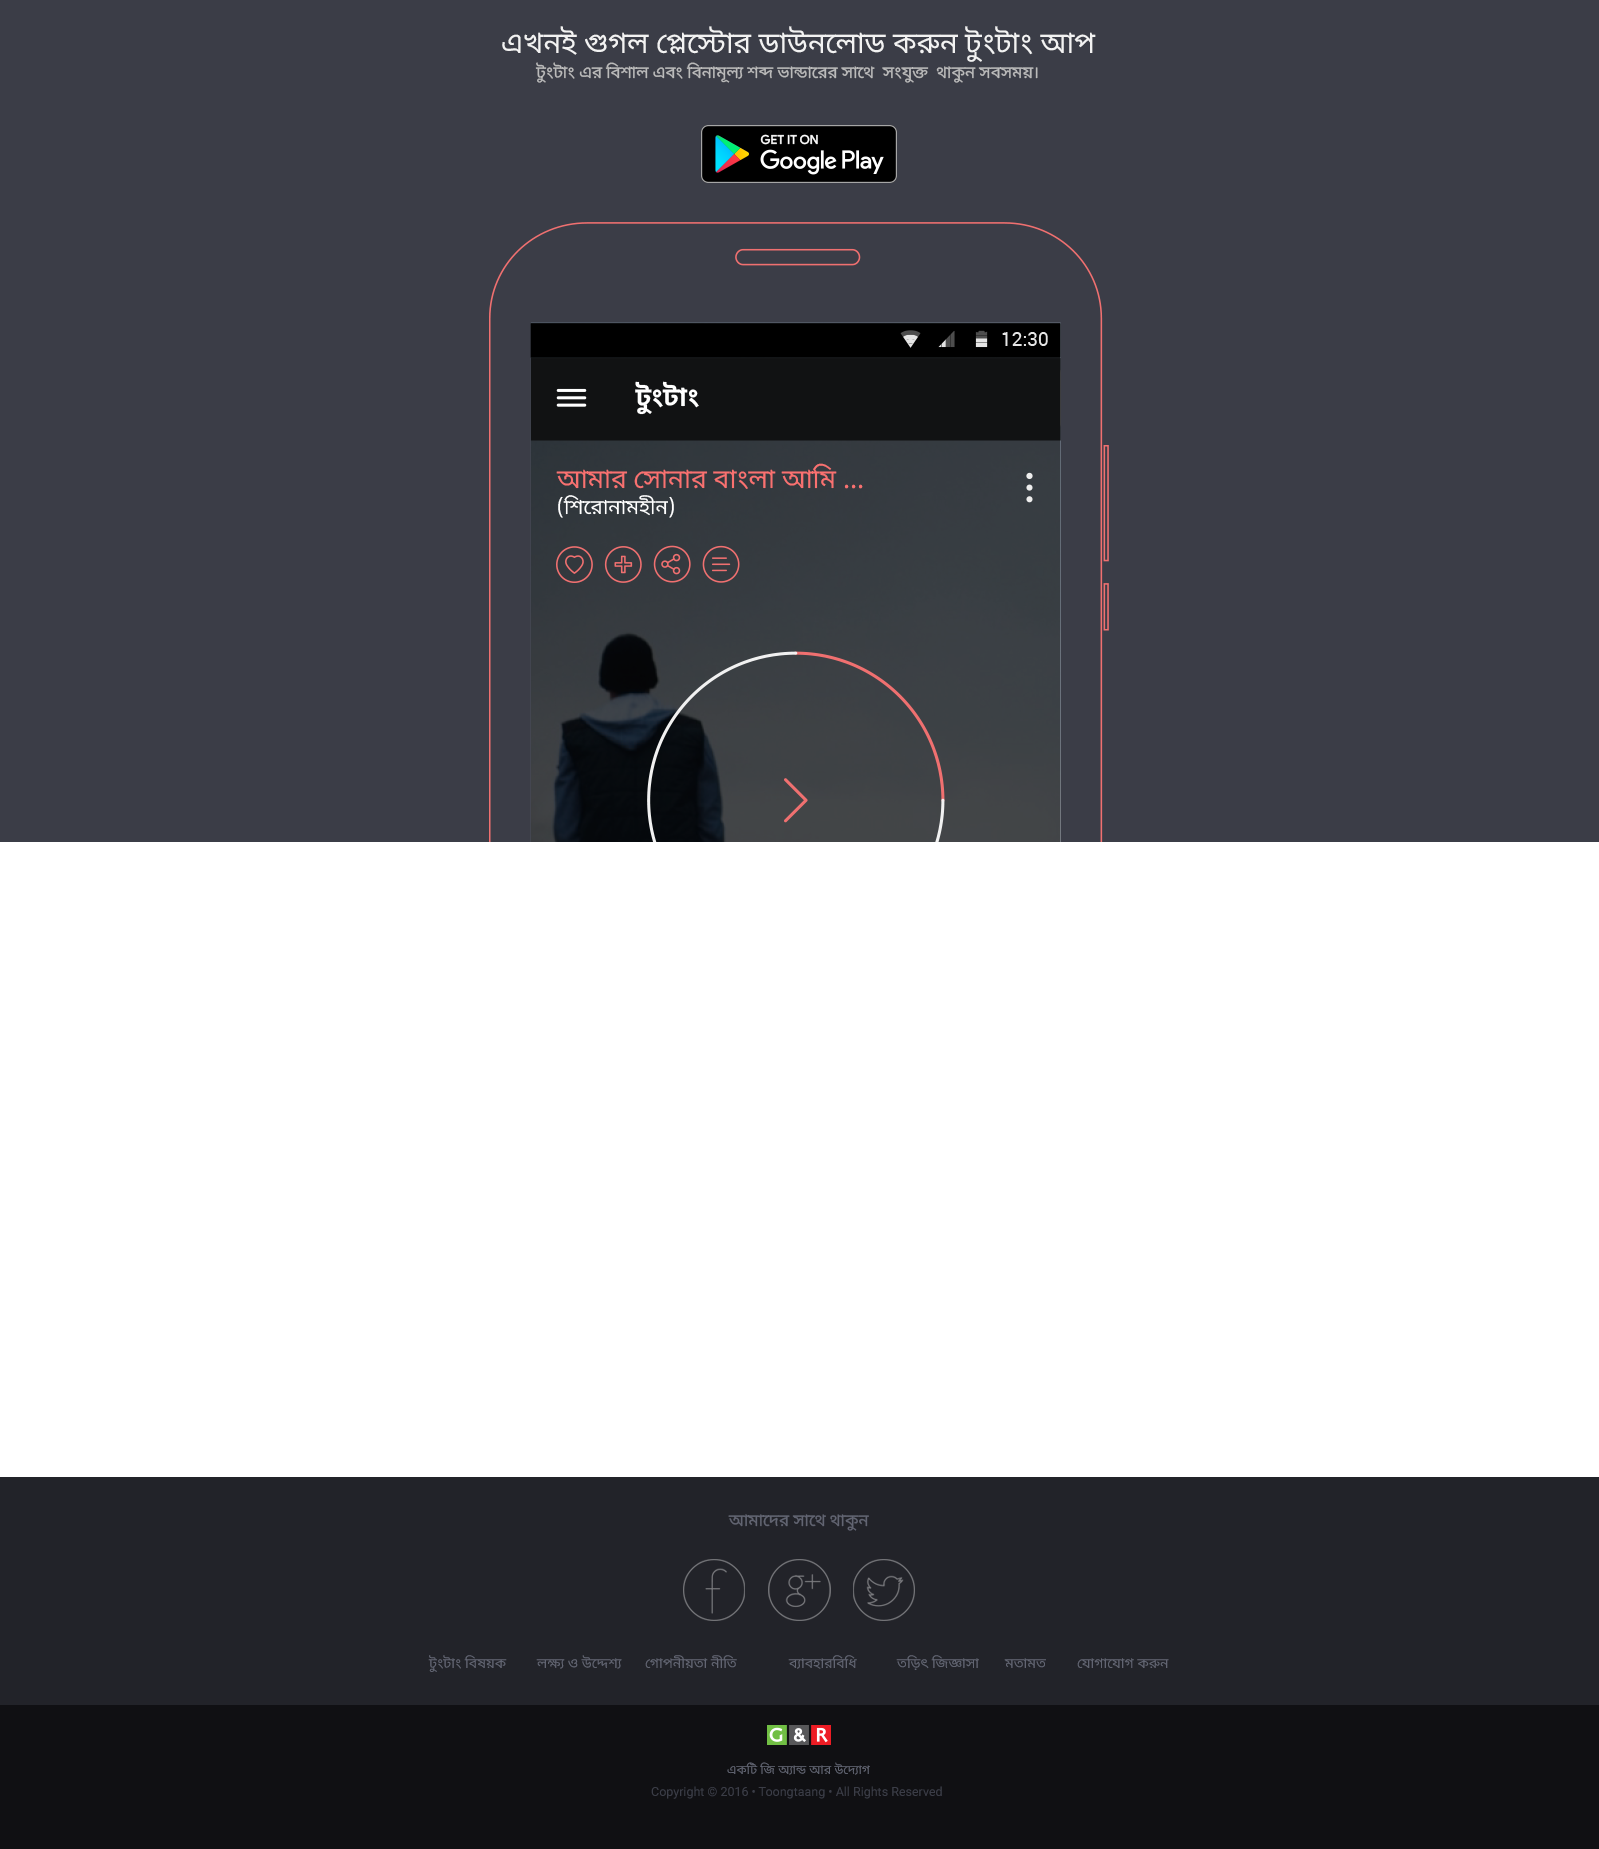 এখনই গুগল প্লেস্টোর ডাউনলোড করুন টুংটাং আপ
টুংটাং এর বিশাল এবং বিনামূল্য শব্দ ভান্ডারের সাথে সংযুক্ত থাকুন সবসময়।
GET IT ON
Google Play
12:30
টুংটাং
আমার সোনার বাংলা আমি ...
(শিরোনামহীন)
আমাদের সাথে থাকুন
টুংটাং বিষয়ক লক্ষ্য ও উদ্দেশ্য গোপনীয়তা নীতি ব্যাবহারবিধি তড়িৎ জিজ্ঞাসা মতামত যোগাযোগ করুন
G & R
একটি জি অ্যান্ড আর উদ্যোগ
Copyright © 2016 • Toongtaang • All Rights Reserved